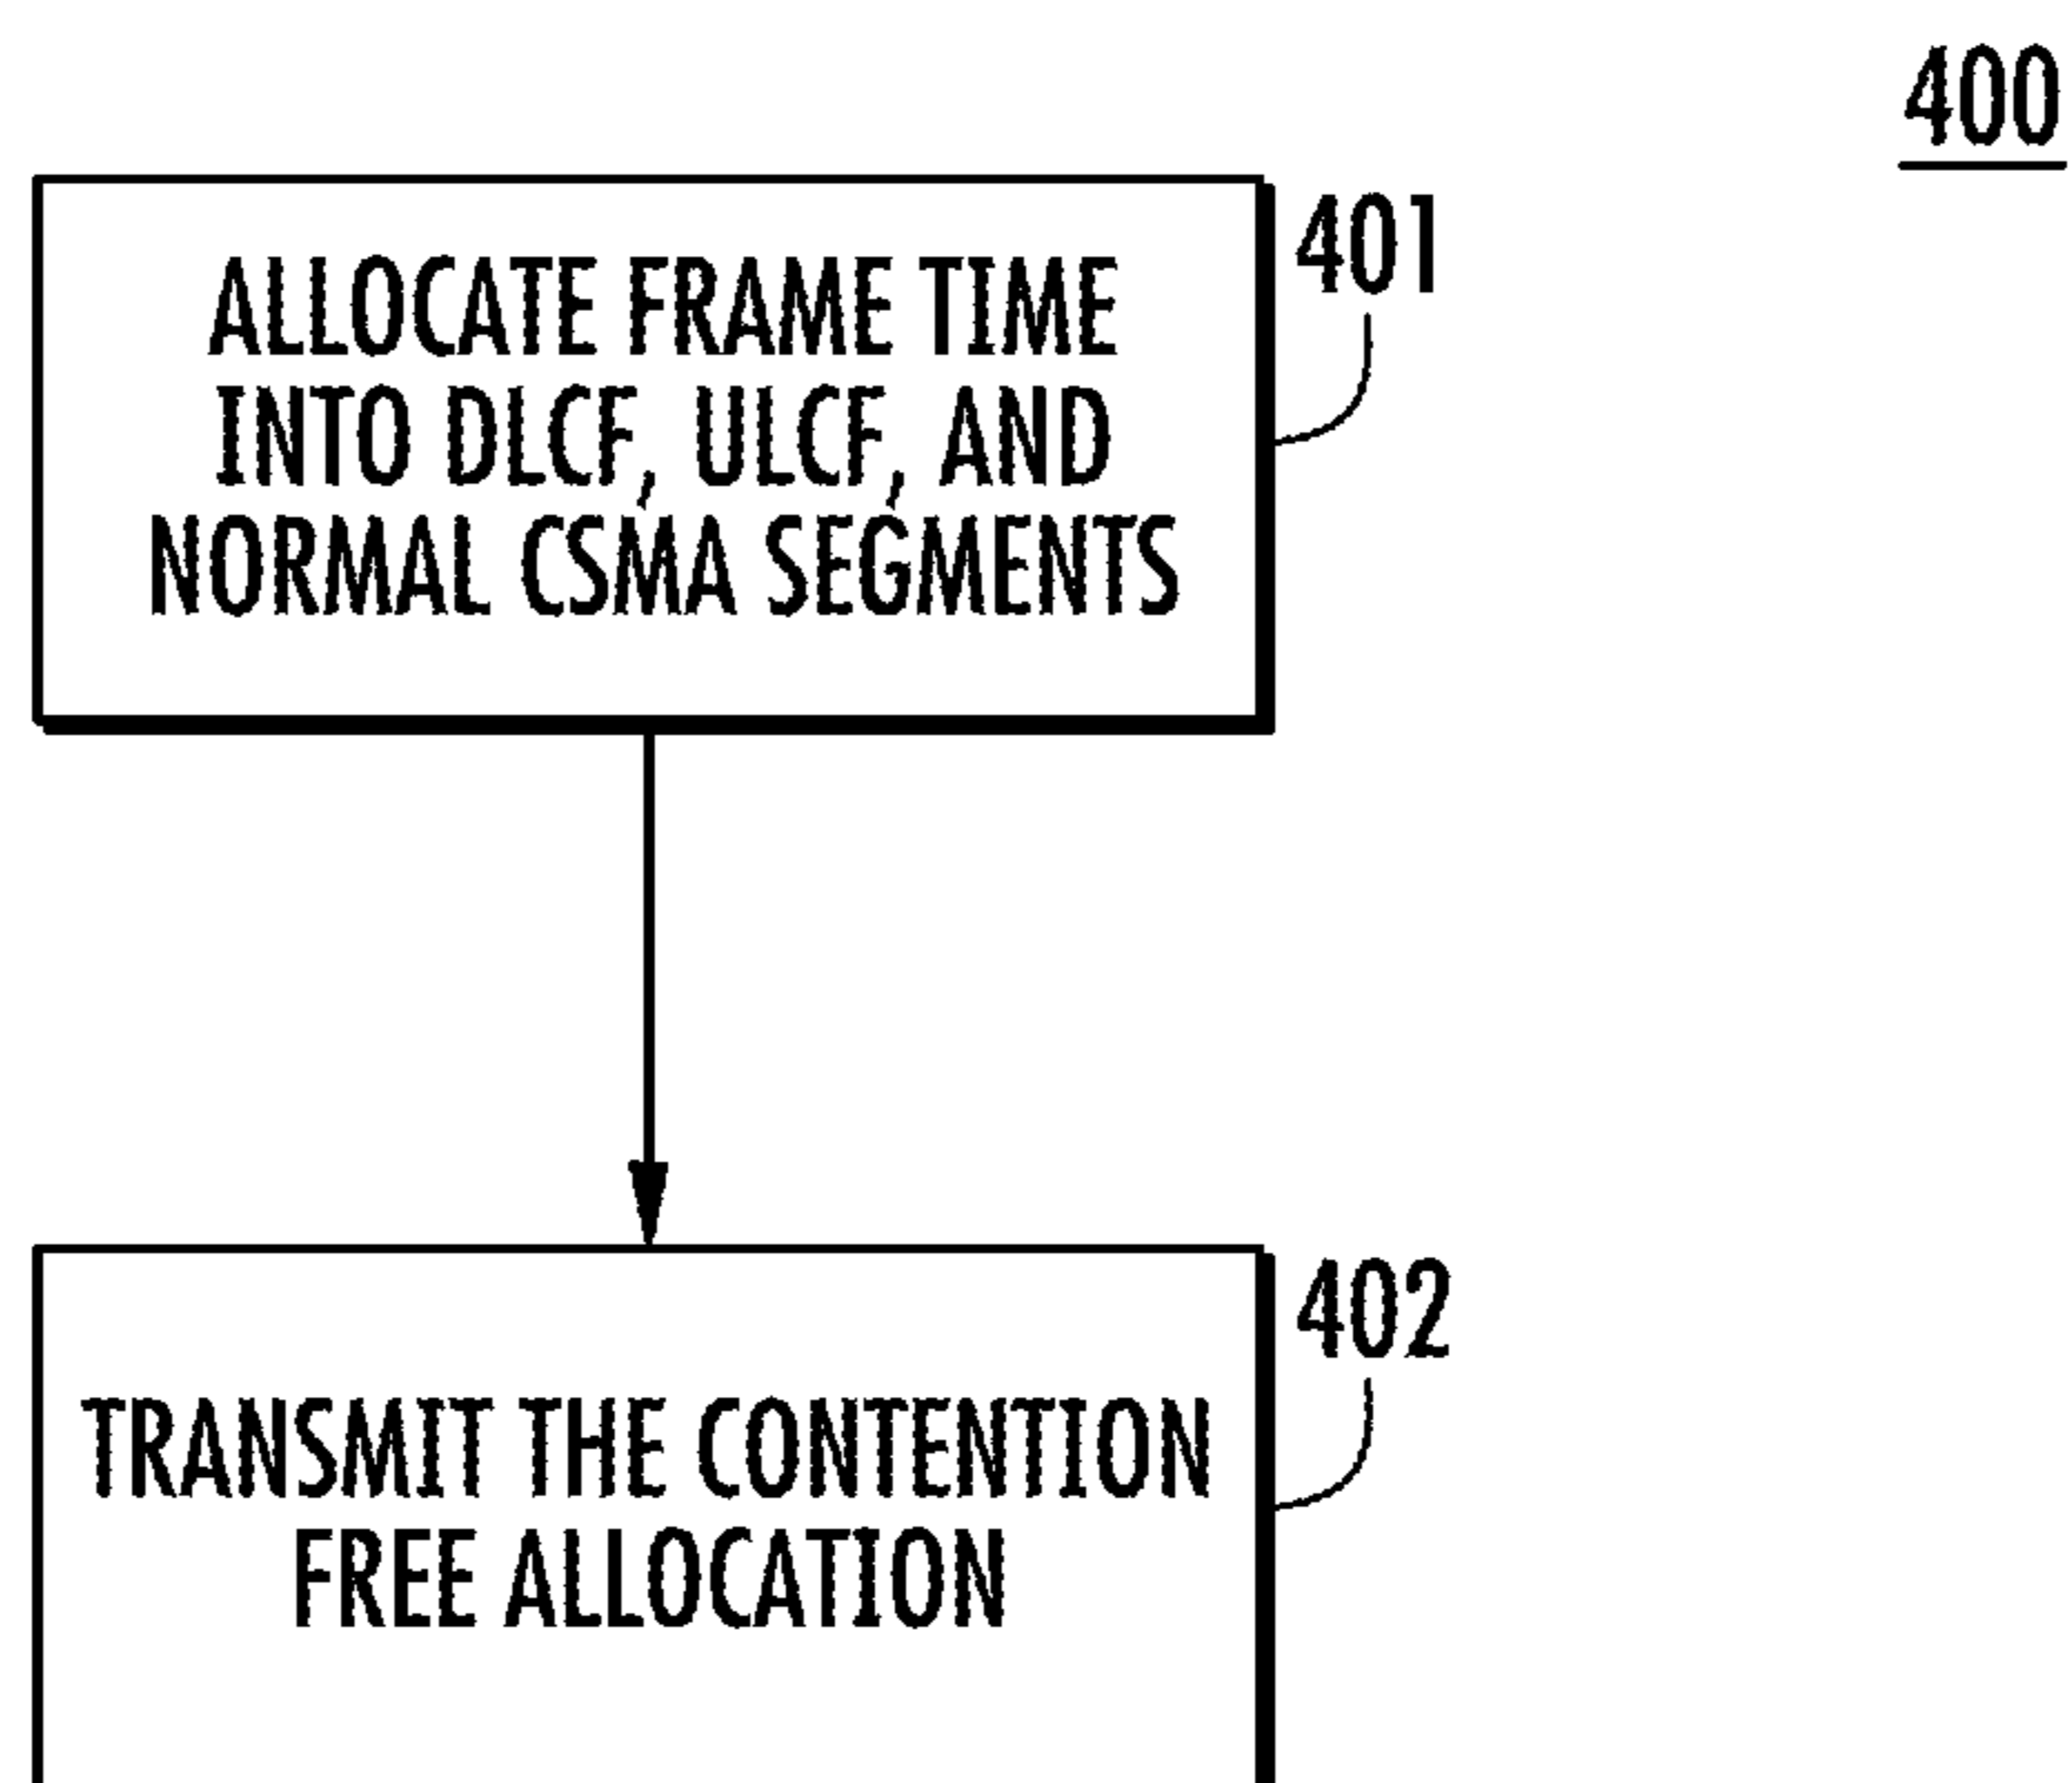 400
401
ALLOCATE FRAME TIME
INTO DLCF, ULCF, AND
NORMAL CSMA SEGMENTS
402
TRANSMIT THE CONTENTION
FREE ALLOCATION